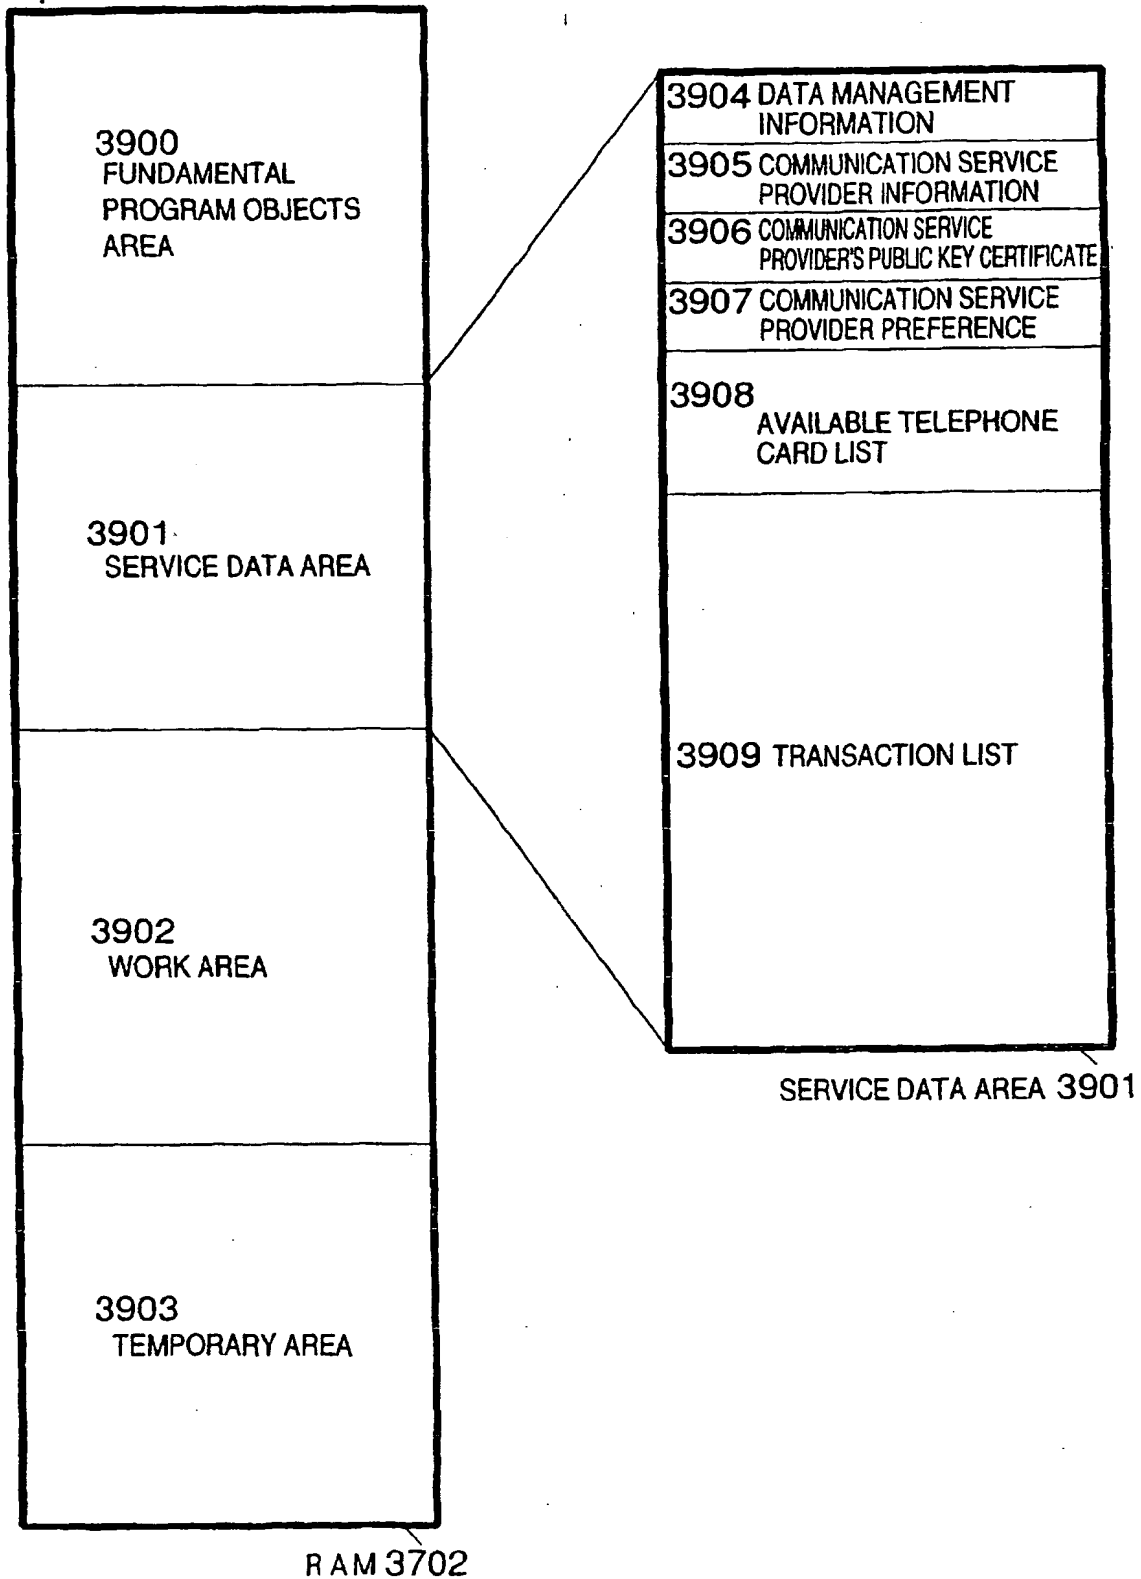 3900
FUNDAMENTAL
PROGRAM OBJECTS
AREA
3901
SERVICE DATA AREA
3902
WORK AREA
3903
TEMPORARY AREA
RAM 3702
3904 DATA MANAGEMENT
INFORMATION
3905 COMMUNICATION SERVICE
PROVIDER INFORMATION
3906 COMMUNICATION SERVICE
PROVIDER'S PUBLIC KEY CERTIFICATE
3907 COMMUNICATION SERVICE
PROVIDER PREFERENCE
3908
AVAILABLE TELEPHONE
CARD LIST
3909 TRANSACTION LIST
SERVICE DATA AREA 3901